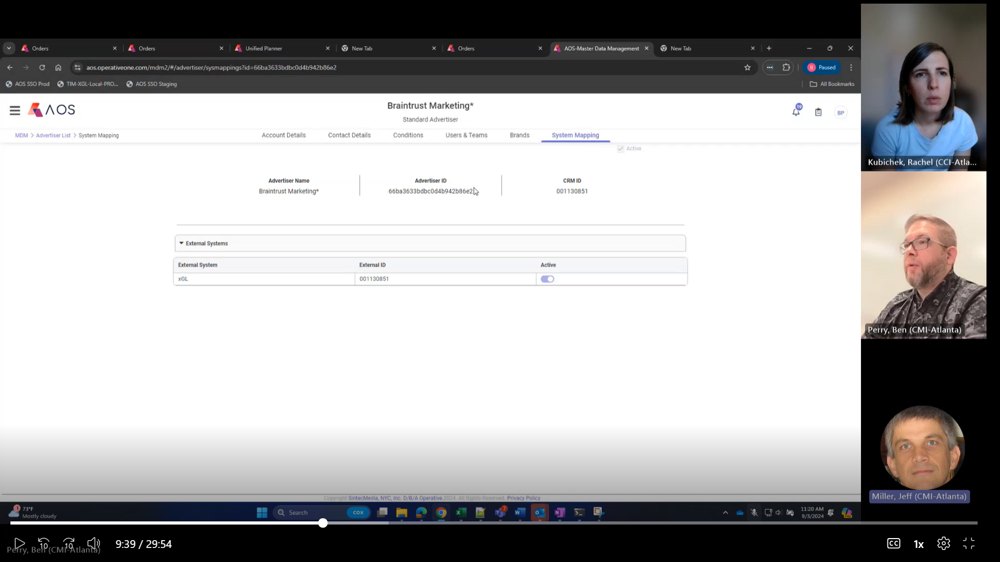 Orders
Orders
Unified Planner
New Tab
Orders
AOS-Master Data Management
New Tab
aos.operativeone.com/mdm2/#/advertiser/sysmappings?id=66ba3633bdbc0d4b942b86e2
B Paused
AOS SSO Prod
TIM-XGL-Local-PRO...
AOS SSO Staging
All Bookmarks
AOS
Braintrust Marketing*
Standard Advertiser
19
BP
MDM > Advertiser List > System Mapping
Account Details
Contact Details
Conditions
Users & Teams
Brands
System Mapping
Active
Advertiser Name
Braintrust Marketing*
Advertiser ID
66ba3633bdbc0d4b942b86e2
CRM ID
001130851
External Systems
External System External ID Active
xGL 001130851
Copyright SintecMedia, NYC, Inc. D/B/A Operative 2024. All Rights Reserved. Privacy Policy
1
73°F
Mostly cloudy
Search
COX
7
11:20 AM
9/3/2024
Kubichek, Rachel (CCI-Atla...
Perry, Ben (CMI-Atlanta)
Miller, Jeff (CMI-Atlanta)
10
10
9:39 / 29:54
Perry, Ben (CMI-Atlanta)
CC
1x